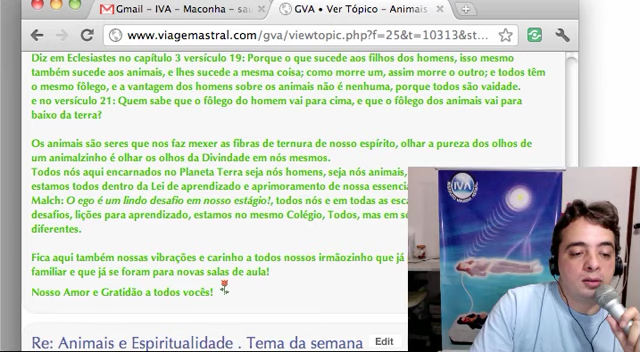 Gmail - IVA - Maconha - sau
GVA • Ver Tópico - Animais
www.viagemastral.com/gva/viewtopic.php?f=25&t=10313&st...
Diz em Eclesiastes no capítulo 3 versículo 19: Porque o que sucede aos filhos dos homens, isso mesmo
também sucede aos animais, e lhes sucede a mesma coisa; como morre um, assim morre o outro; e todos têm
o mesmo fôlego, e a vantagem dos homens sobre os animais não é nenhuma, porque todos são vaidade.
e no versículo 21: Quem sabe que o fôlego do homem vai para cima, e que o fôlego dos animais vai para
baixo da terra?
Os animais são seres que nos faz mexer as fibras de ternura de nosso espírito, olhar a pureza dos olhos de
um animalzinho é olhar os olhos da Divindade em nós mesmos.
Todos nós aqui encarnados no Planeta Terra seja nós homens, seja nós animais,
estamos todos dentro da Lei de aprendizado e aprimoramento de nossa essencia
Malch: O ego é um lindo desafio em nosso estágio!, todos nós e em todas as esca
desafios, lições para aprendizado, estamos no mesmo Colégio, Todos, mas em sé
diferentes.
Fica aqui também nossas vibrações e carinho a todos nossos irmãozinho que já
familiar e que já se foram para novas salas de aula!
Nosso Amor e Gratidão a todos vocês!
Re: Animais e Espiritualidade . Tema da semana
Edit
IVA